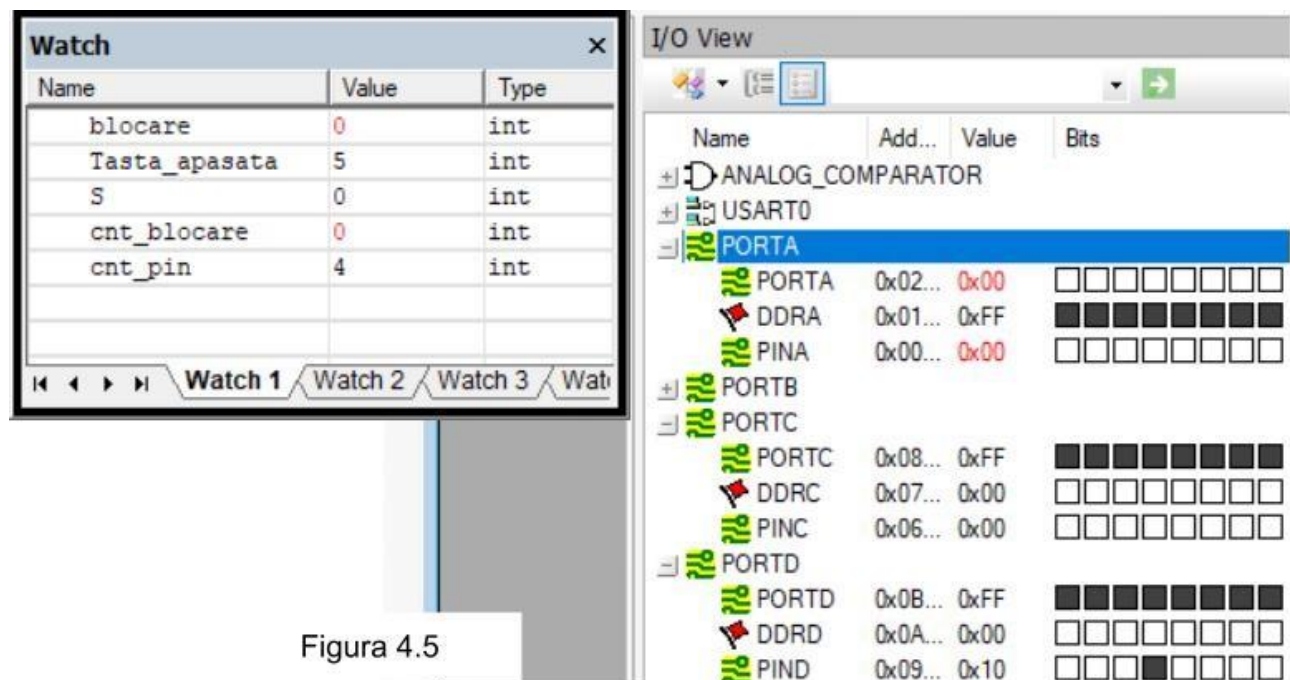 Watch ×
Name Value Type
blocare 0 int
Tasta_apasata 5 int
S 0 int
cnt_blocare 0 int
cnt_pin 4 int
Watch 1 Watch 2 Watch 3 Wat
Figura 4.5
I/O View
Name Add... Value Bits
ANALOG_COMPARATOR
USART0
PORTA
PORTA 0x02... 0x00
DDRA 0x01... 0xFF
PINA 0x00... 0x00
PORTB
PORTC
PORTC 0x08... 0xFF
DDRC 0x07... 0x00
PINC 0x06... 0x00
PORTD
PORTD 0x0B... 0xFF
DDRD 0x0A... 0x00
PIND 0x09... 0x10